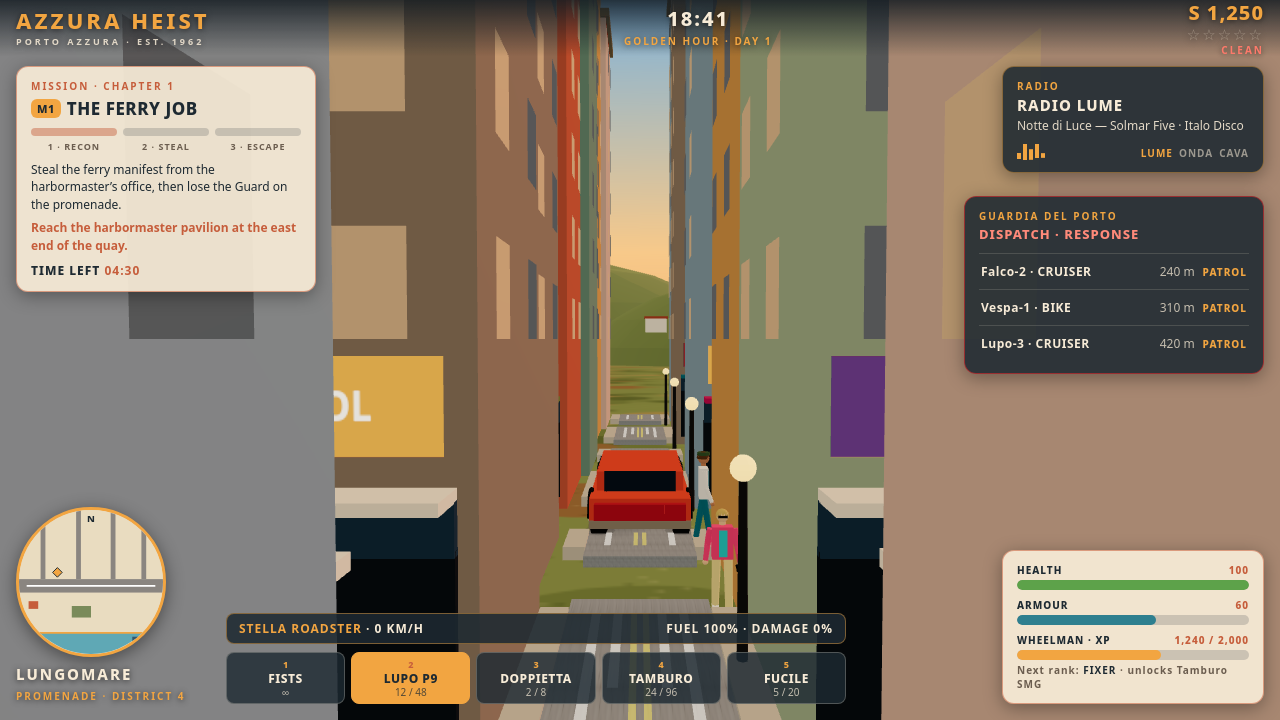 AZZURA HEIST
PORTO AZZURA · EST. 1962
18:41
GOLDEN HOUR · DAY 1
S 1,250
☆☆☆☆☆
CLEAN
MISSION · CHAPTER 1
M1 THE FERRY JOB
1 · RECON 2 · STEAL 3 · ESCAPE
Steal the ferry manifest from the
harbormaster’s office, then lose the Guard on
the promenade.
Reach the harbormaster pavilion at the east
end of the quay.
TIME LEFT 04:30
RADIO
RADIO LUME
Notte di Luce — Solmar Five · Italo Disco
LUME ONDA CAVA
GUARDIA DEL PORTO
DISPATCH · RESPONSE
Falco-2 · CRUISER 240 m PATROL
Vespa-1 · BIKE 310 m PATROL
Lupo-3 · CRUISER 420 m PATROL
OL
N
LUNGOMARE
PROMENADE · DISTRICT 4
STELLA ROADSTER · 0 KM/H FUEL 100% · DAMAGE 0%
1 2 3 4 5
FISTS LUPO P9 DOPPIETTA TAMBURO FUCILE
∞ 12 / 48 2 / 8 24 / 96 5 / 20
HEALTH 100
ARMOUR 60
WHEELMAN · XP 1,240 / 2,000
Next rank: FIXER · unlocks Tamburo
SMG